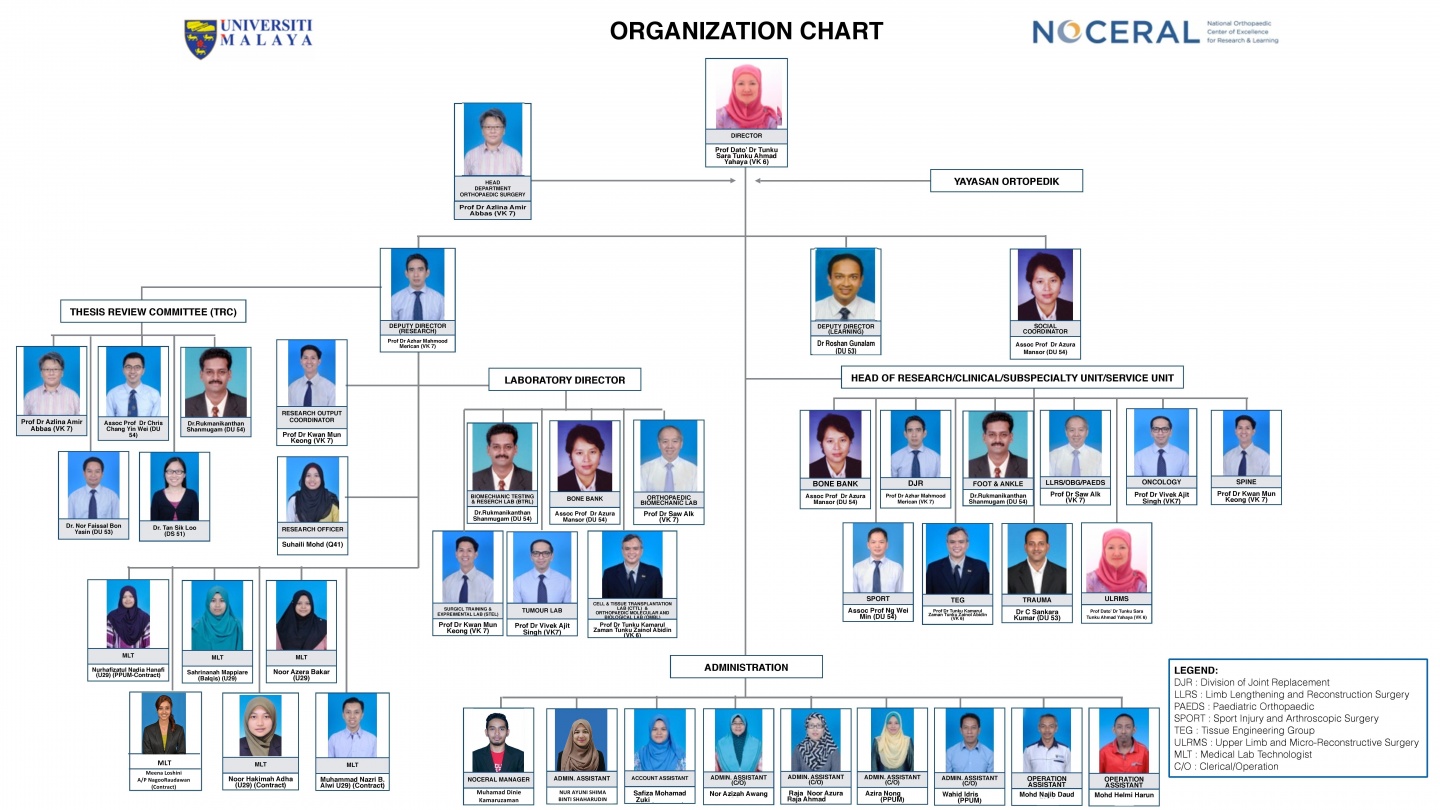 UNIVERSITI
MALAYA
ORGANIZATION CHART
NOCERAL
National Orthopaedic
Center of Excellence
for Research & Learning
DIRECTOR
Prof Dato' Dr Tunku
Sara Tunku Ahmad
Yahaya (VK 6)
HEAD
DEPARTMENT
ORTHOPAEDIC SURGERY
Prof Dr Azlina Amir
Abbas (VK 7)
YAYASAN ORTOPEDIK
DEPUTY DIRECTOR
(RESEARCH)
Prof Dr Azhar Mahmood
Merican (VK 7)
DEPUTY DIRECTOR
(LEARNING)
Dr Roshan Gunalam
(DU 53)
SOCIAL
COORDINATOR
Assoc Prof Dr Azura
Mansor (DU 54)
THESIS REVIEW COMMITTEE (TRC)
Prof Dr Azlina Amir
Abbas (VK 7)
Assoc Prof Dr Chris
Chang Yin Wei (DU
54)
Dr.Rukmanikanthan
Shanmugam (DU 54)
Dr. Nor Faissal Bon
Yasin (DU 53)
Dr. Tan Sik Loo
(DS 51)
RESEARCH OUTPUT
COORDINATOR
Prof Dr Kwan Mun
Keong (VK 7)
RESEARCH OFFICER
Suhaili Mohd (Q41)
LABORATORY DIRECTOR
BIOMECHANIC TESTING
& RESERCH LAB (BTRL)
Dr.Rukmanikanthan
Shanmugam (DU 54)
BONE BANK
Assoc Prof Dr Azura
Mansor (DU 54)
ORTHOPAEDIC
BIOMECHANIC LAB
Prof Dr Saw AIk
(VK 7)
SURGICL TRAINING &
EXPREMENTAL LAB (STEL)
Prof Dr Kwan Mun
Keong (VK 7)
TUMOUR LAB
Prof Dr Vivek Ajit
Singh (VK7)
CELL & TISSUE TRANSPLANTATION
LAB (CTTL) &
ORTHOPAEDIC MOLECULAR AND
BIOLOGICAL LAB (OMBL)
Prof Dr Tunku Kamarul
Zaman Tunku Zainol Abidin
(VK 6)
HEAD OF RESEARCH/CLINICAL/SUBSPECIALTY UNIT/SERVICE UNIT
BONE BANK
Assoc Prof Dr Azura
Mansor (DU 54)
DJR
Prof Dr Azhar Mahmood
Merican (VK 7)
FOOT & ANKLE
Dr.Rukmanikanthan
Shanmugam (DU 54)
LLRS/OBG/PAEDS
Prof Dr Saw AIk
(VK 7)
ONCOLOGY
Prof Dr Vivek Ajit
Singh (VK7)
SPINE
Prof Dr Kwan Mun
Keong (VK 7)
SPORT
Assoc Prof Ng Wei
Min (DU 54)
TEG
Prof Dr Tunku Kamarul
Zaman Tunku Zainol Abidin
(VK 6)
TRAUMA
Dr C Sankara
Kumar (DU 53)
ULRMS
Prof Dato' Dr Tunku Sara
Tunku Ahmad Yahaya (VK 6)
MLT
Nurhafizatul Nadia Hanafi
(U29) (PPUM-Contract)
MLT
Sahrinanah Mappiare
(Balqis) (U29)
MLT
Noor Azera Bakar
(U29)
MLT
Meena Loshini
A/P NagooRaudawan
(Contract)
MLT
Noor Hakimah Adha
(U29) (Contract)
MLT
Muhammad Nazri B.
Alwi U29) (Contract)
ADMINISTRATION
NOCERAL MANAGER
Muhamad Dinie
Kamaruzaman
ADMIN. ASSISTANT
NUR AYUNI SHIMA
BINTI SHAHARUDIN
ACCOUNT ASSISTANT
Safiza Mohamad
Zuki
ADMIN. ASSISTANT
(C/O)
Nor Azizah Awang
ADMIN. ASSISTANT
(C/O)
Raja Noor Azura
Raja Ahmad
ADMIN. ASSISTANT
(C/O)
Azira Nong
(PPUM)
ADMIN. ASSISTANT
(C/O)
Wahid Idris
(PPUM)
OPERATION
ASSISTANT
Mohd Najib Daud
OPERATION
ASSISTANT
Mohd Helmi Harun
LEGEND:
DJR : Division of Joint Replacement
LLRS : Limb Lengthening and Reconstruction Surgery
PAEDS : Paediatric Orthopaedic
SPORT : Sport Injury and Arthroscopic Surgery
TEG : Tissue Engineering Group
ULRMS : Upper Limb and Micro-Reconstructive Surgery
MLT : Medical Lab Technologist
C/O : Clerical/Operation